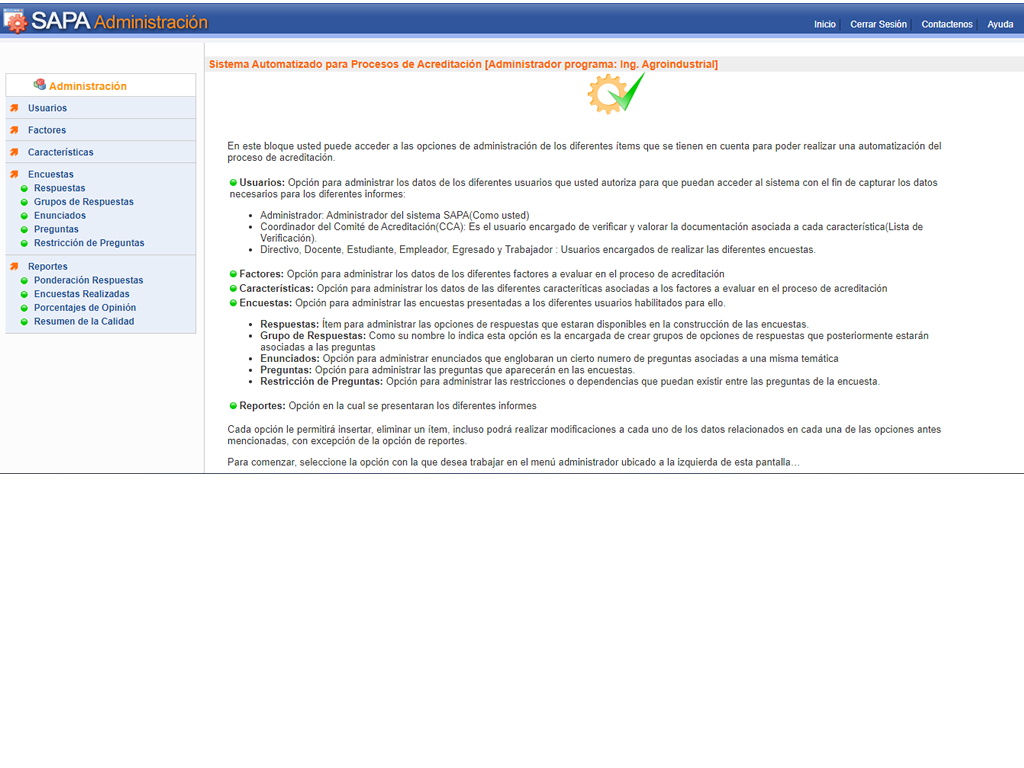 SAPA Administración
Inicio
Cerrar Sesión
Contactenos
Ayuda
Administración
Usuarios
Factores
Características
Encuestas
Respuestas
Grupos de Respuestas
Enunciados
Preguntas
Restricción de Preguntas
Reportes
Ponderación Respuestas
Encuestas Realizadas
Porcentajes de Opinión
Resumen de la Calidad
Sistema Automatizado para Procesos de Acreditación [Administrador programa: Ing. Agroindustrial]
En este bloque usted puede acceder a las opciones de administración de los diferentes ítems que se tienen en cuenta para poder realizar una automatización del
proceso de acreditación.
Usuarios: Opción para administrar los datos de los diferentes usuarios que usted autoriza para que puedan acceder al sistema con el fin de capturar los datos
necesarios para los diferentes informes:
Administrador: Administrador del sistema SAPA(Como usted)
Coordinador del Comité de Acreditación(CCA): Es el usuario encargado de verificar y valorar la documentación asociada a cada característica(Lista de
Verificación).
Directivo, Docente, Estudiante, Empleador, Egresado y Trabajador : Usuarios encargados de realizar las diferentes encuestas.
Factores: Opción para administrar los datos de los diferentes factores a evaluar en el proceso de acreditación
Características: Opción para administrar los datos de las diferentes caracteríticas asociadas a los factores a evaluar en el proceso de acreditación
Encuestas: Opción para administrar las encuestas presentadas a los diferentes usuarios habilitados para ello.
Respuestas: Ítem para administrar las opciones de respuestas que estaran disponibles en la construcción de las encuestas.
Grupo de Respuestas: Como su nombre lo indica esta opción es la encargada de crear grupos de opciones de respuestas que posteriormente estarán
asociadas a las preguntas
Enunciados: Opción para administrar enunciados que englobaran un cierto numero de preguntas asociadas a una misma temática
Preguntas: Opción para administrar las preguntas que aparecerán en las encuestas.
Restricción de Preguntas: Opción para administrar las restricciones o dependencias que puedan existir entre las preguntas de la encuesta.
Reportes: Opción en la cual se presentaran los diferentes informes
Cada opción le permitirá insertar, eliminar un ítem, incluso podrá realizar modificaciones a cada uno de los datos relacionados en cada una de las opciones antes
mencionadas, con excepción de la opción de reportes.
Para comenzar, seleccione la opción con la que desea trabajar en el menú administrador ubicado a la izquierda de esta pantalla...